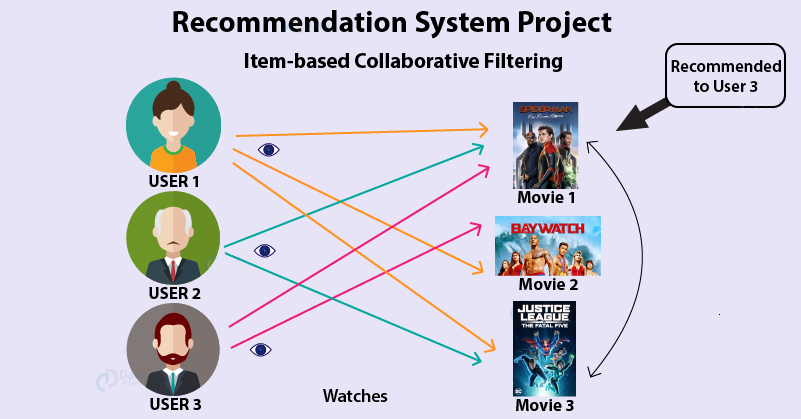 Recommendation System Project
Item-based Collaborative Filtering
Recommended
to User 3
SPIDER-MAN
FAR FROM HOME
USER 1
Movie 1
BAYWATCH
USER 2
Movie 2
JUSTICE
LEAGUE
THE FATAL FIVE
USER 3
Watches
Movie 3